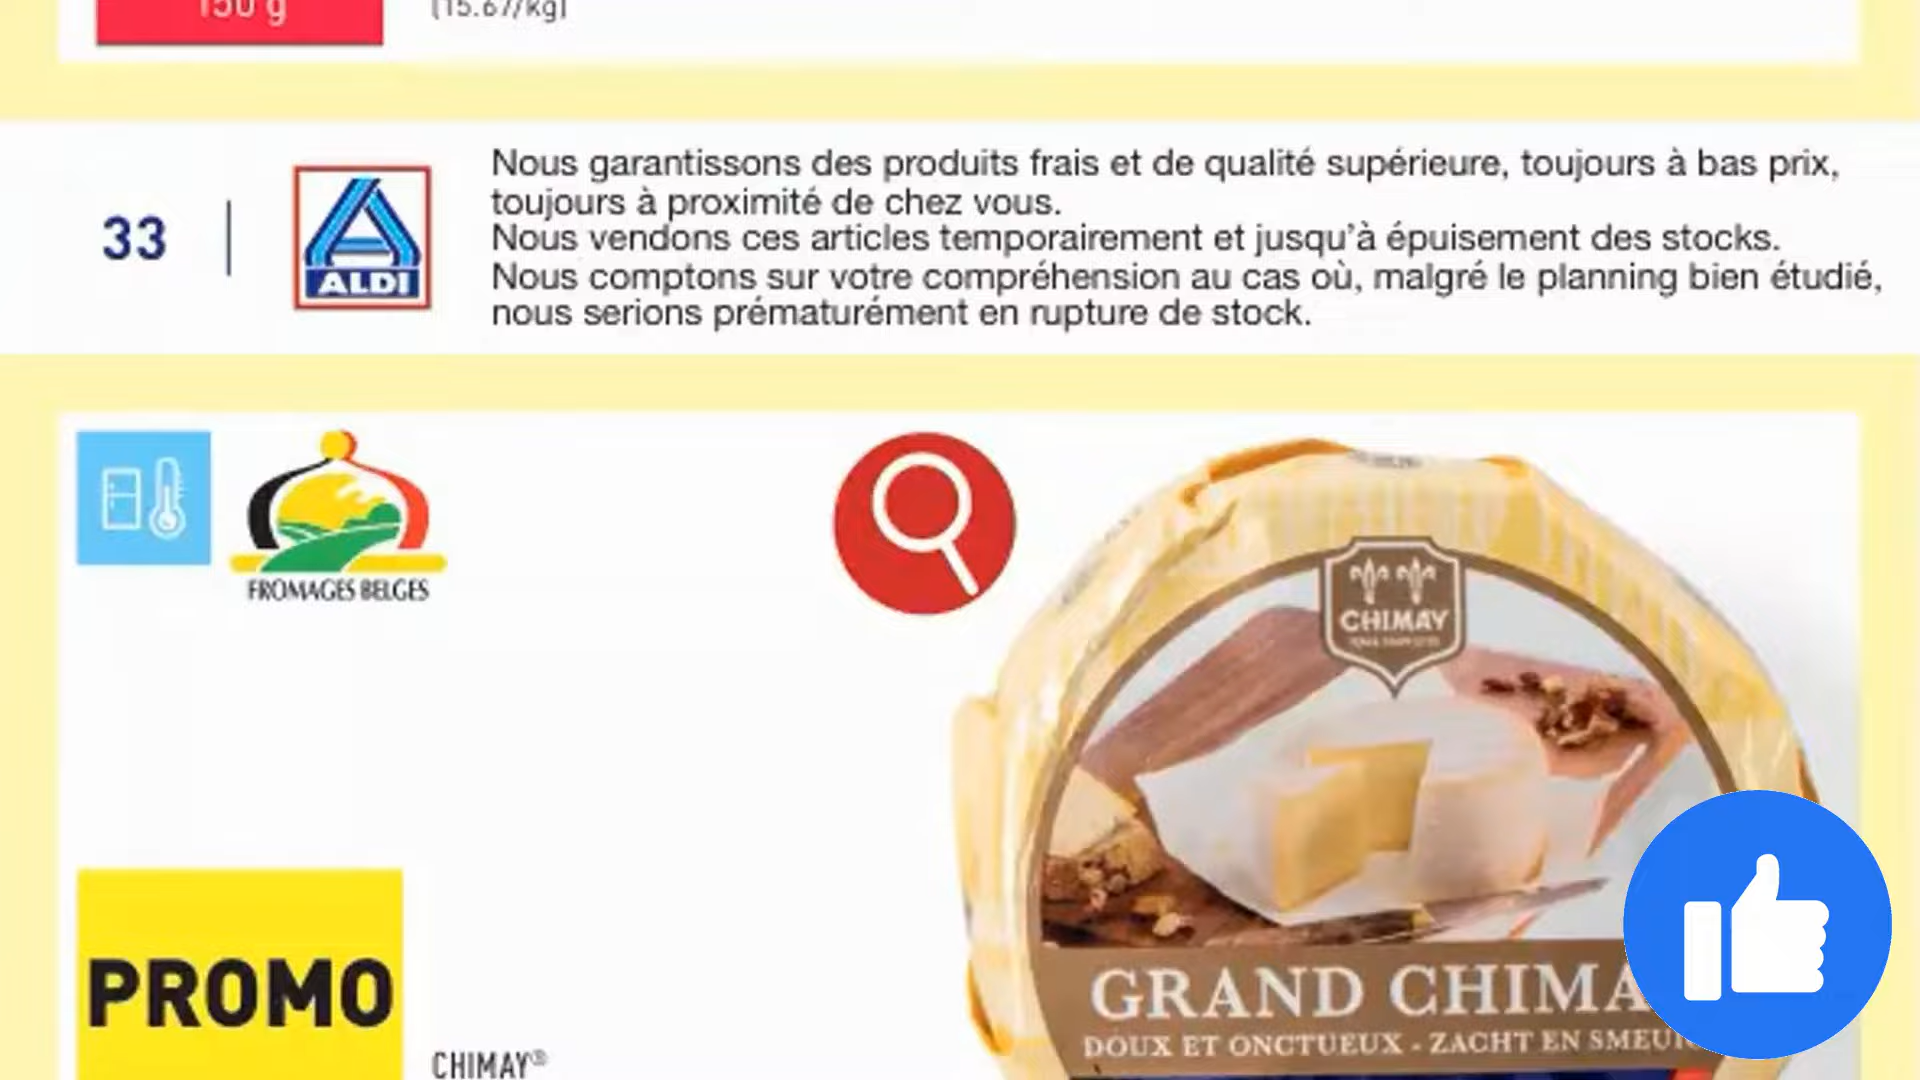 150 g
(15.67/kg)
33
ALDI
Nous garantissons des produits frais et de qualité supérieure, toujours à bas prix,
toujours à proximité de chez vous.
Nous vendons ces articles temporairement et jusqu'à épuisement des stocks.
Nous comptons sur votre compréhension au cas où, malgré le planning bien étudié,
nous serions prématurément en rupture de stock.
FROMAGES BELGES
CHIMAY
PROMO
GRAND CHIMA
DOUX ET ONCTUEUX - ZACHT EN SMEU
CHIMAY®